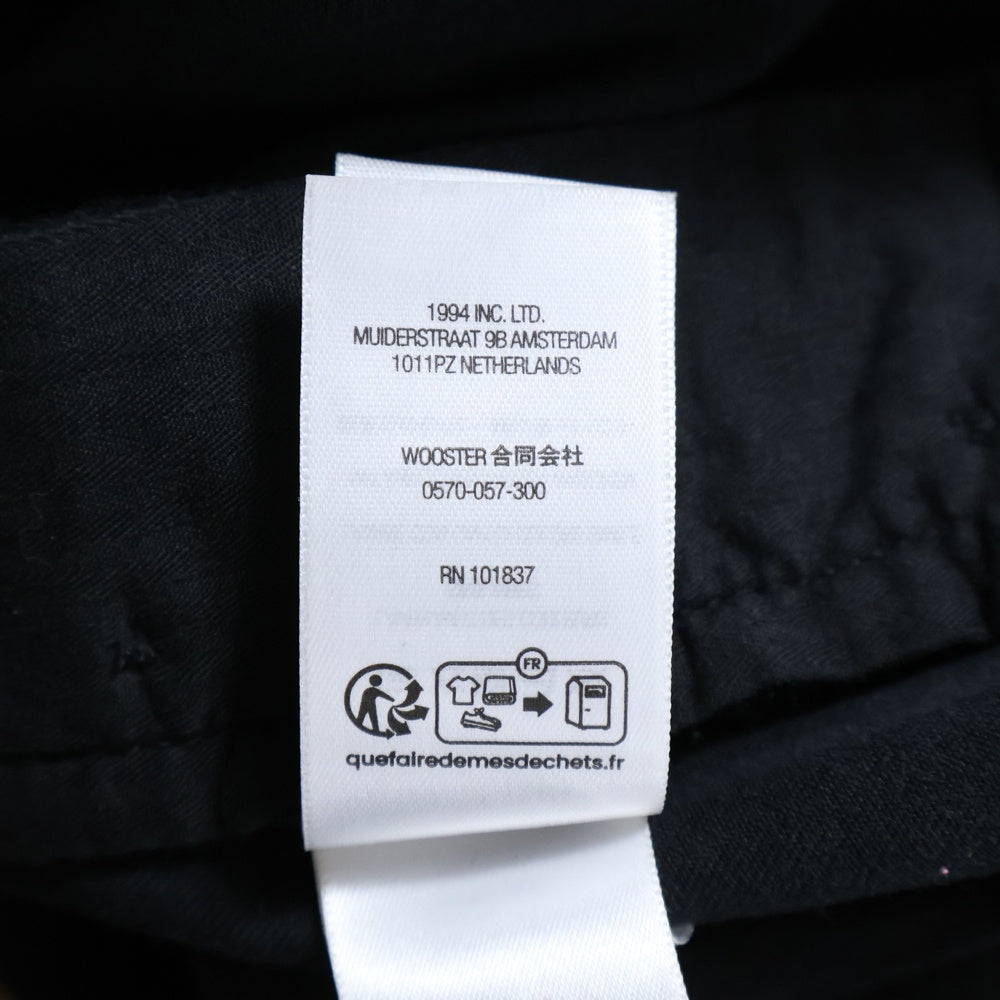 1994 INC. LTD.
MUIDERSTRAAT 9B AMSTERDAM
1011PZ NETHERLANDS
WOOSTER 合同会社
0570-057-300
RN 101837
FR
quefairedemesdechets.fr